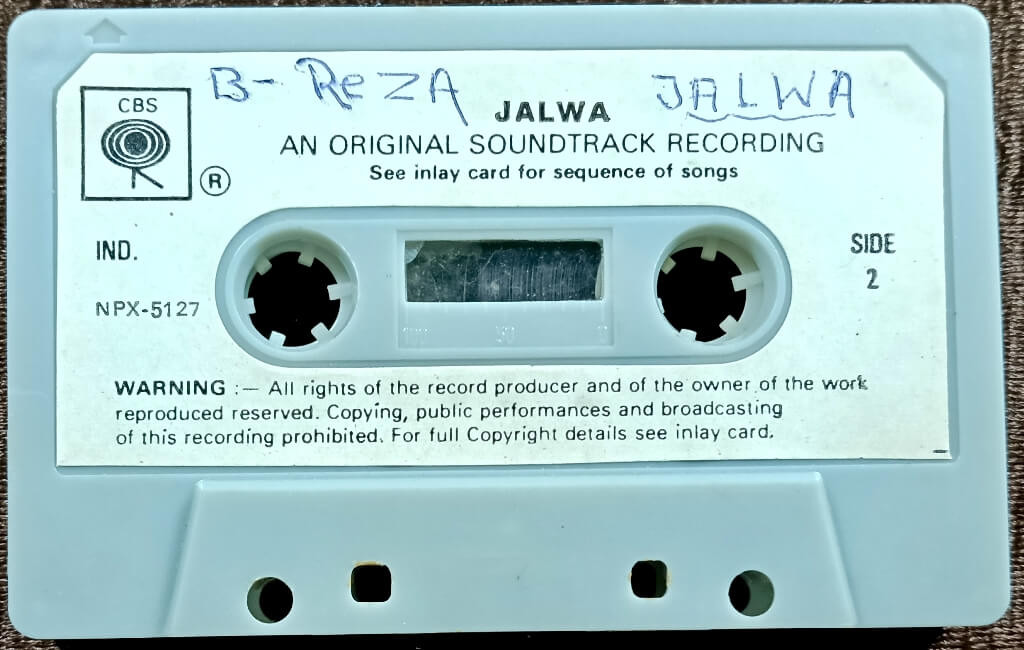 B- REZA JALWA
CBS
JALWA
AN ORIGINAL SOUNDTRACK RECORDING
See inlay card for sequence of songs
®
IND.
SIDE
2
NPX-5127
WARNING :— All rights of the record producer and of the owner of the work
reproduced reserved. Copying, public performances and broadcasting
of this recording prohibited. For full Copyright details see inlay card.